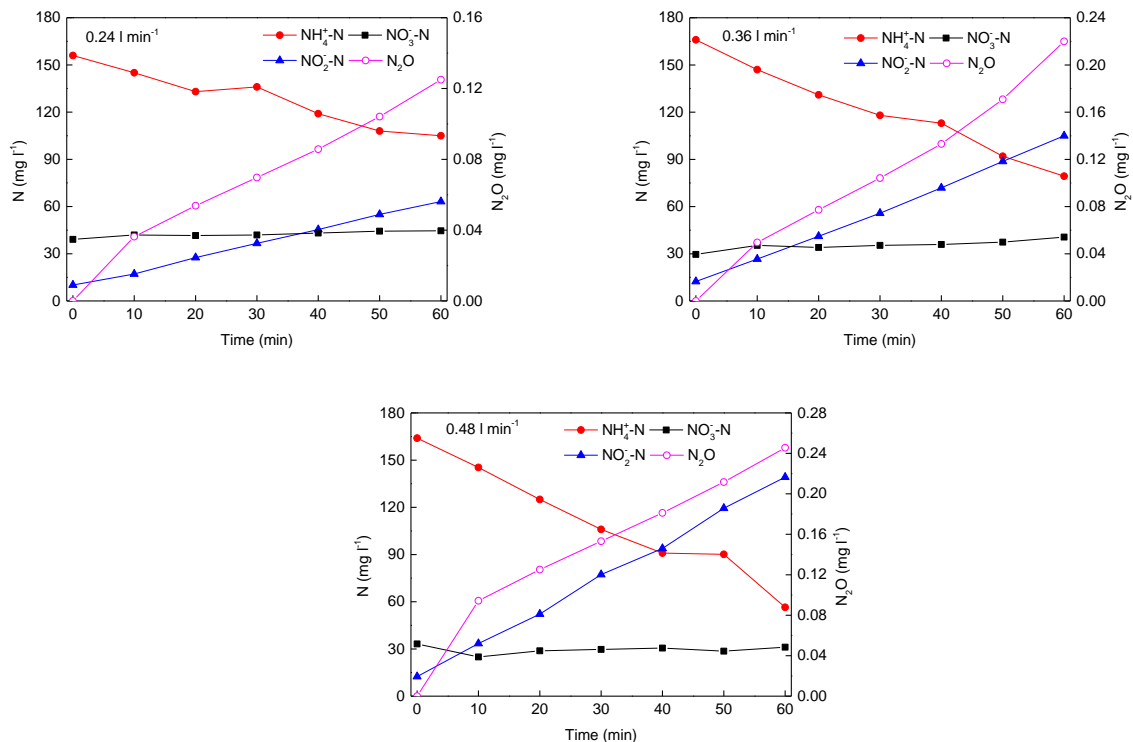 0.24 l min⁻¹
NH₄⁺-N NO₃⁻-N
NO₂⁻-N N₂O
180
150
120
90
60
30
0
N (mg l⁻¹)
0.16
0.12
0.08
0.04
0.00
N₂O (mg l⁻¹)
0 10 20 30 40 50 60
Time (min)
0.36 l min⁻¹
NH₄⁺-N NO₃⁻-N
NO₂⁻-N N₂O
180
150
120
90
60
30
0
N (mg l⁻¹)
0.24
0.20
0.16
0.12
0.08
0.04
0.00
N₂O (mg l⁻¹)
0 10 20 30 40 50 60
Time (min)
0.48 l min⁻¹
NH₄⁺-N NO₃⁻-N
NO₂⁻-N N₂O
180
150
120
90
60
30
0
N (mg l⁻¹)
0.28
0.24
0.20
0.16
0.12
0.08
0.04
0.00
N₂O (mg l⁻¹)
0 10 20 30 40 50 60
Time (min)